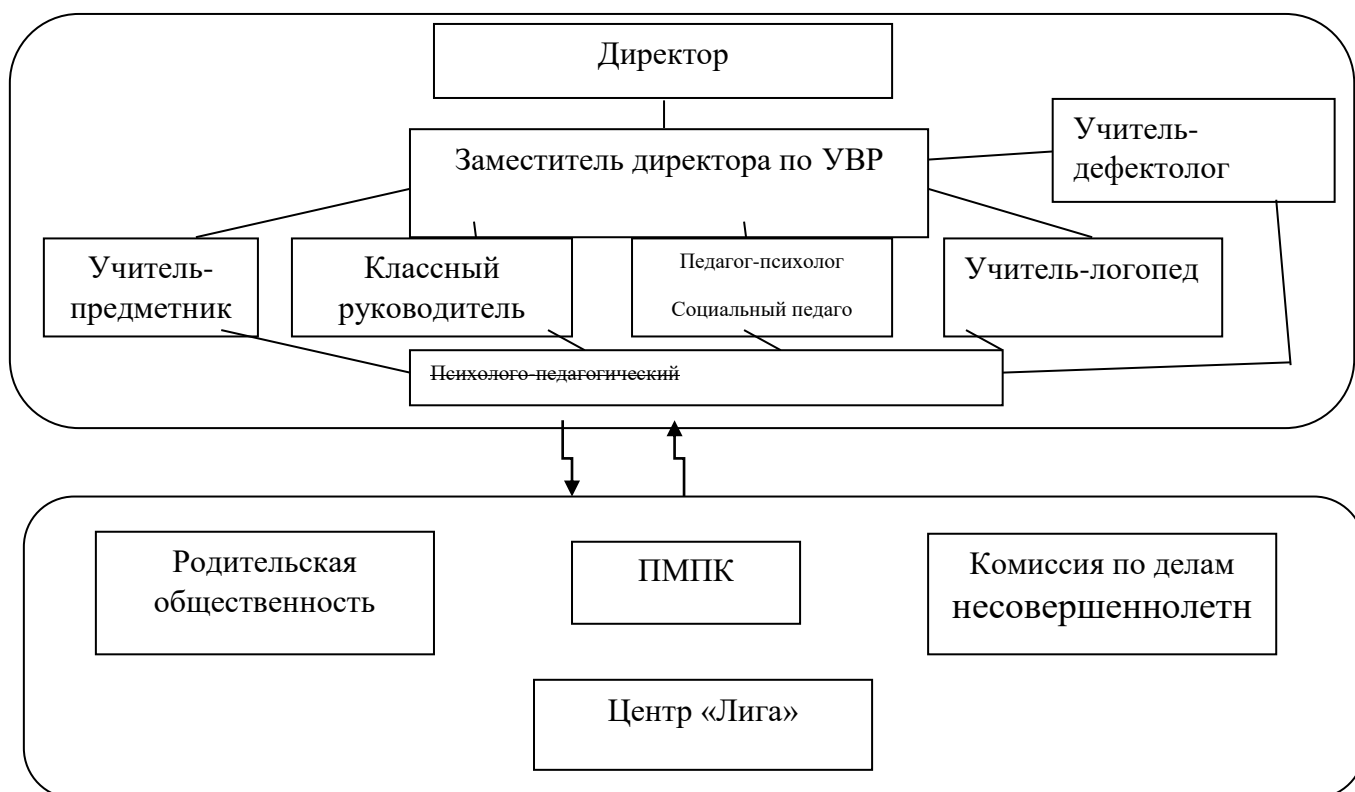 Директор
Заместитель директора по УВР
Учитель-
дефектолог
Учитель-
предметник
Классный
руководитель
Педагог-психолог
Социальный педаго
Учитель-логопед
Психолого-педагогический
Родительская
общественность
ПМПК
Комиссия по делам
несовершеннолетн
Центр «Лига»